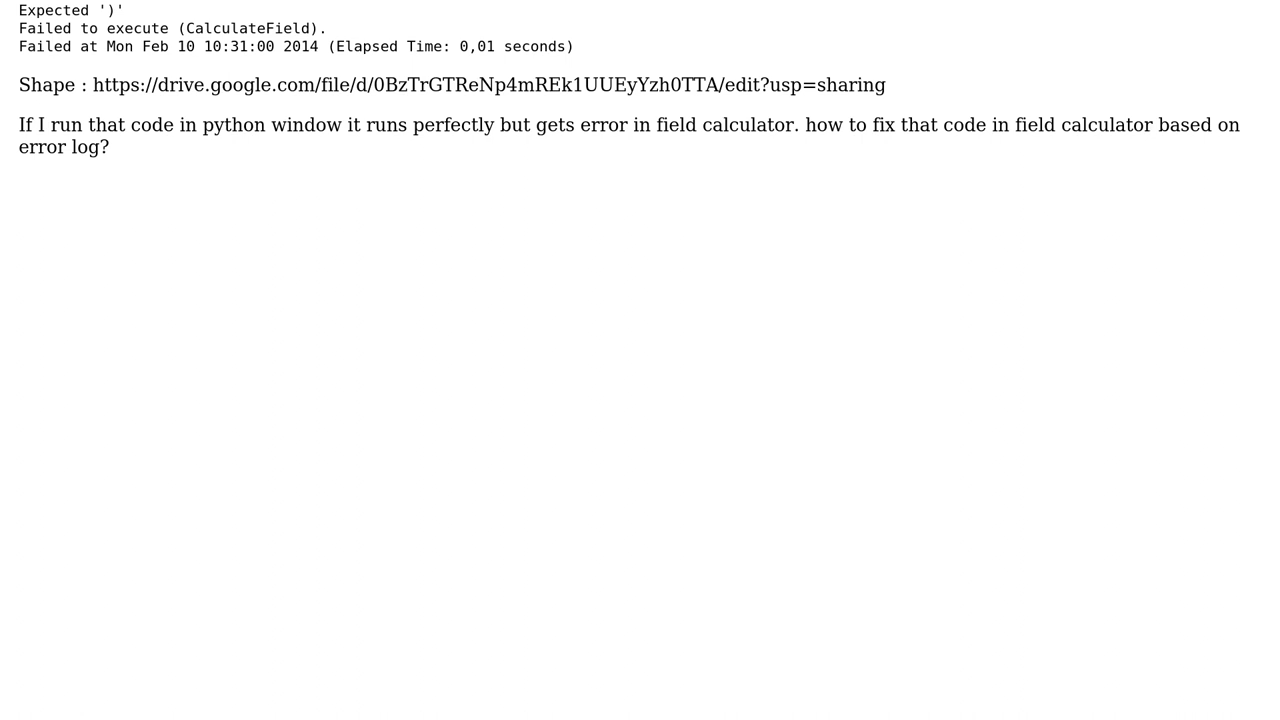 Expected ')'
Failed to execute (CalculateField).
Failed at Mon Feb 10 10:31:00 2014 (Elapsed Time: 0,01 seconds)
Shape : https://drive.google.com/file/d/0BzTrGTReNp4mREk1UUEyYzh0TTA/edit?usp=sharing
If I run that code in python window it runs perfectly but gets error in field calculator. how to fix that code in field calculator based on
error log?